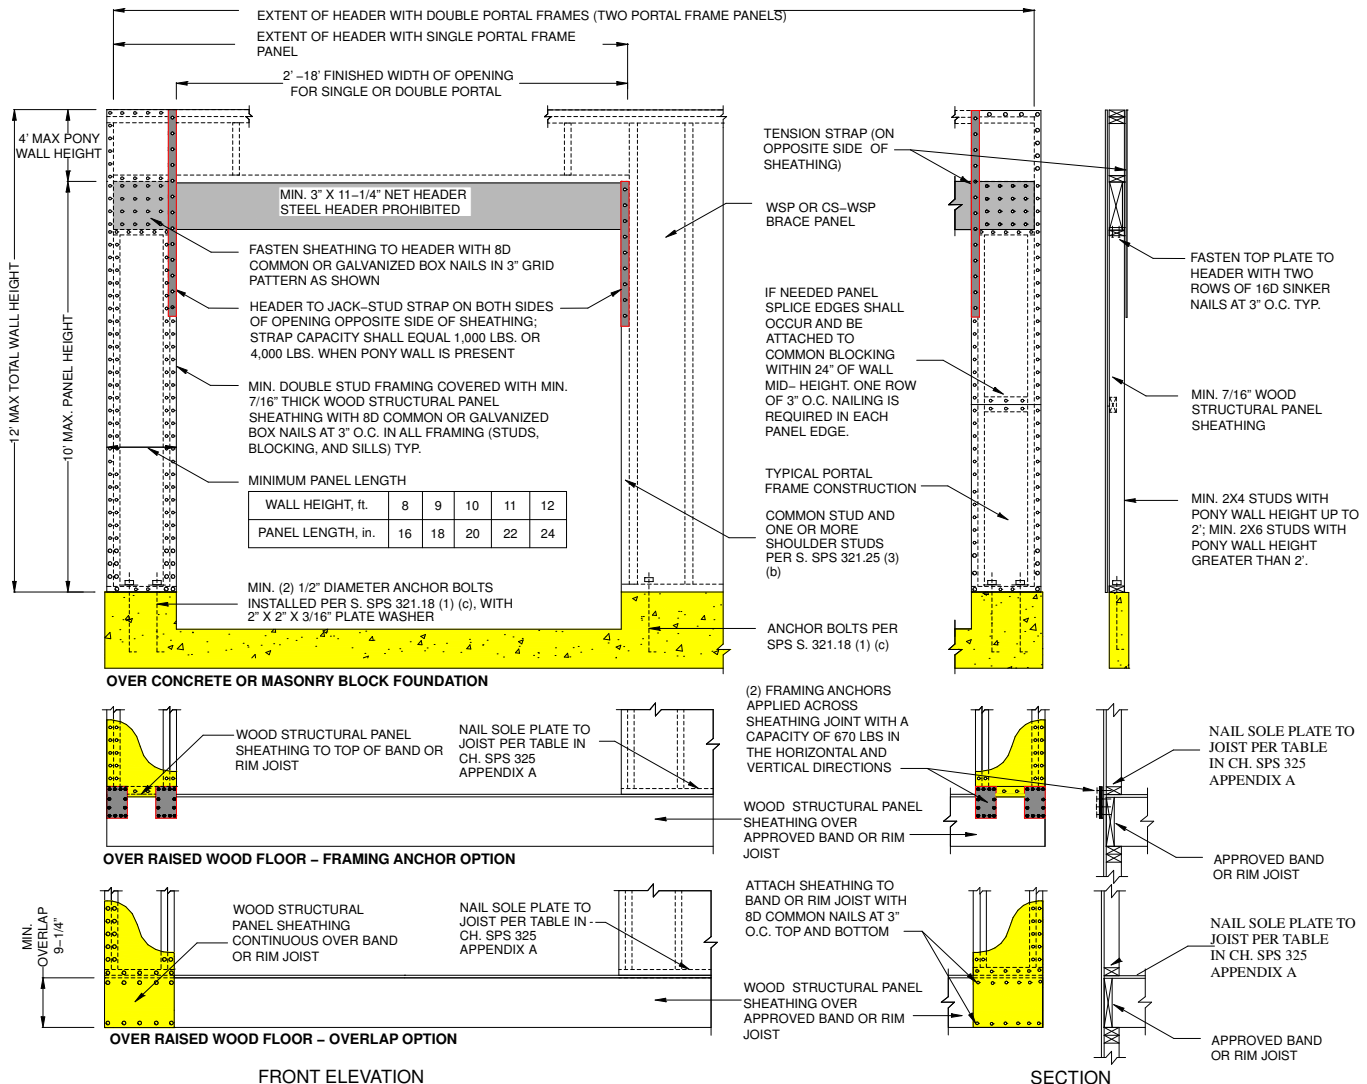 EXTENT OF HEADER WITH DOUBLE PORTAL FRAMES (TWO PORTAL FRAME PANELS)
EXTENT OF HEADER WITH SINGLE PORTAL FRAME
PANEL
2' –18' FINISHED WIDTH OF OPENING
FOR SINGLE OR DOUBLE PORTAL
4' MAX PONY
WALL HEIGHT
12' MAX TOTAL WALL HEIGHT
10' MAX. PANEL HEIGHT
MIN. 3" X 11–1/4" NET HEADER
STEEL HEADER PROHIBITED
FASTEN SHEATHING TO HEADER WITH 8D
COMMON OR GALVANIZED BOX NAILS IN 3" GRID
PATTERN AS SHOWN
HEADER TO JACK–STUD STRAP ON BOTH SIDES
OF OPENING OPPOSITE SIDE OF SHEATHING;
STRAP CAPACITY SHALL EQUAL 1,000 LBS. OR
4,000 LBS. WHEN PONY WALL IS PRESENT
MIN. DOUBLE STUD FRAMING COVERED WITH MIN.
7/16" THICK WOOD STRUCTURAL PANEL
SHEATHING WITH 8D COMMON OR GALVANIZED
BOX NAILS AT 3" O.C. IN ALL FRAMING (STUDS,
BLOCKING, AND SILLS) TYP.
MINIMUM PANEL LENGTH
WALL HEIGHT, ft. 8 9 10 11 12
PANEL LENGTH, in. 16 18 20 22 24
MIN. (2) 1/2" DIAMETER ANCHOR BOLTS
INSTALLED PER S. SPS 321.18 (1) (c), WITH
2" X 2" X 3/16" PLATE WASHER
TENSION STRAP (ON
OPPOSITE SIDE OF
SHEATHING)
WSP OR CS–WSP
BRACE PANEL
IF NEEDED PANEL
SPLICE EDGES SHALL
OCCUR AND BE
ATTACHED TO
COMMON BLOCKING
WITHIN 24" OF WALL
MID– HEIGHT. ONE ROW
OF 3" O.C. NAILING IS
REQUIRED IN EACH
PANEL EDGE.
TYPICAL PORTAL
FRAME CONSTRUCTION
COMMON STUD AND
ONE OR MORE
SHOULDER STUDS
PER S. SPS 321.25 (3)
(b)
ANCHOR BOLTS PER
SPS S. 321.18 (1) (c)
FASTEN TOP PLATE TO
HEADER WITH TWO
ROWS OF 16D SINKER
NAILS AT 3" O.C. TYP.
MIN. 7/16" WOOD
STRUCTURAL PANEL
SHEATHING
MIN. 2X4 STUDS WITH
PONY WALL HEIGHT UP TO
2'; MIN. 2X6 STUDS WITH
PONY WALL HEIGHT
GREATER THAN 2'.
OVER CONCRETE OR MASONRY BLOCK FOUNDATION
WOOD STRUCTURAL PANEL
SHEATHING TO TOP OF BAND OR
RIM JOIST
NAIL SOLE PLATE TO
JOIST PER TABLE IN
CH. SPS 325
APPENDIX A
(2) FRAMING ANCHORS
APPLIED ACROSS
SHEATHING JOINT WITH A
CAPACITY OF 670 LBS IN
THE HORIZONTAL AND
VERTICAL DIRECTIONS
WOOD STRUCTURAL PANEL
SHEATHING OVER
APPROVED BAND OR RIM
JOIST
NAIL SOLE PLATE TO
JOIST PER TABLE
IN CH. SPS 325
APPENDIX A
APPROVED BAND
OR RIM JOIST
OVER RAISED WOOD FLOOR – FRAMING ANCHOR OPTION
MIN.
OVERLAP
9–1/4"
WOOD STRUCTURAL
PANEL SHEATHING
CONTINUOUS OVER BAND
OR RIM JOIST
NAIL SOLE PLATE TO
JOIST PER TABLE IN
CH. SPS 325
APPENDIX A
ATTACH SHEATHING TO
BAND OR RIM JOIST WITH
8D COMMON NAILS AT 3"
O.C. TOP AND BOTTOM
WOOD STRUCTURAL PANEL
SHEATHING OVER
APPROVED BAND OR RIM
JOIST
NAIL SOLE PLATE TO
JOIST PER TABLE
IN CH. SPS 325
APPENDIX A
APPROVED BAND
OR RIM JOIST
OVER RAISED WOOD FLOOR – OVERLAP OPTION
FRONT ELEVATION
SECTION